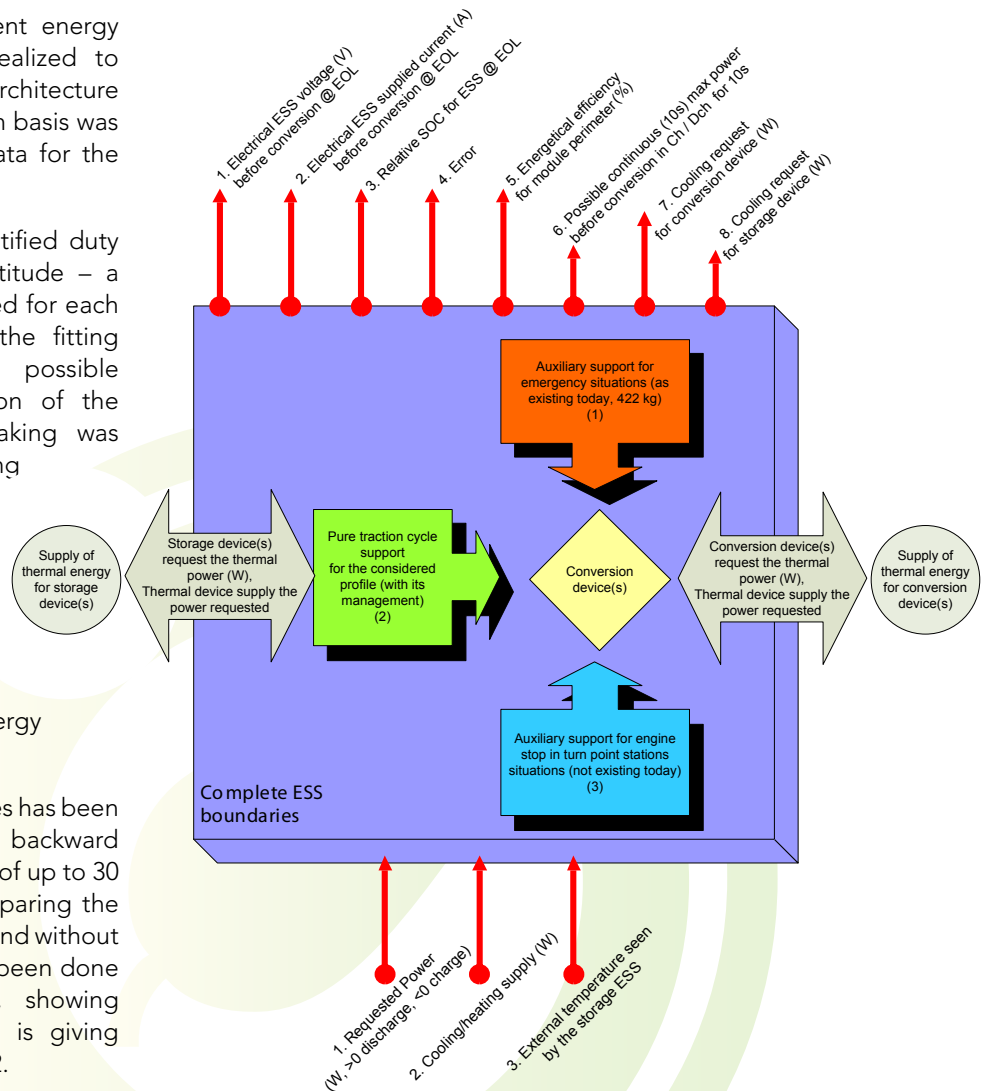 ent energy
ealized to
rchitecture
n basis was
ata for the
tified duty
titude – a
ed for each
the fitting
possible
on of the
aking was
ng
ergy
es has been
backward
of up to 30
paring the
nd without
been done
showing
is giving
2.
1. Electrical ESS voltage (V)
before conversion @ EOL
2. Electrical ESS supplied current (A)
before conversion @ EOL
3. Relative SOC for ESS @ EOL
4. Error
5. Energetical efficiency
for module perimeter (%)
6. Possible continuous (10s) max power
before conversion in Ch / Dch for 10s
7. Cooling request
for conversion device (W)
8. Cooling request
for storage device (W)
Auxiliary support for
emergency situations (as
existing today, 422 kg)
(1)
Supply of
thermal energy
for storage
device(s)
Storage device(s)
request the thermal
power (W),
Thermal device supply the
power requested
Pure traction cycle
support
for the considered
profile (with its
management)
(2)
Conversion
device(s)
Conversion device(s)
request the thermal
power (W),
Thermal device supply the
power requested
Supply of
thermal energy
for conversion
device(s)
Auxiliary support for engine
stop in turn point stations
situations (not existing today)
(3)
Complete ESS
boundaries
1. Requested Power
(W, >0 discharge, <0 charge)
2. Cooling/heating supply (W)
3. External temperature seen
by the storage ESS